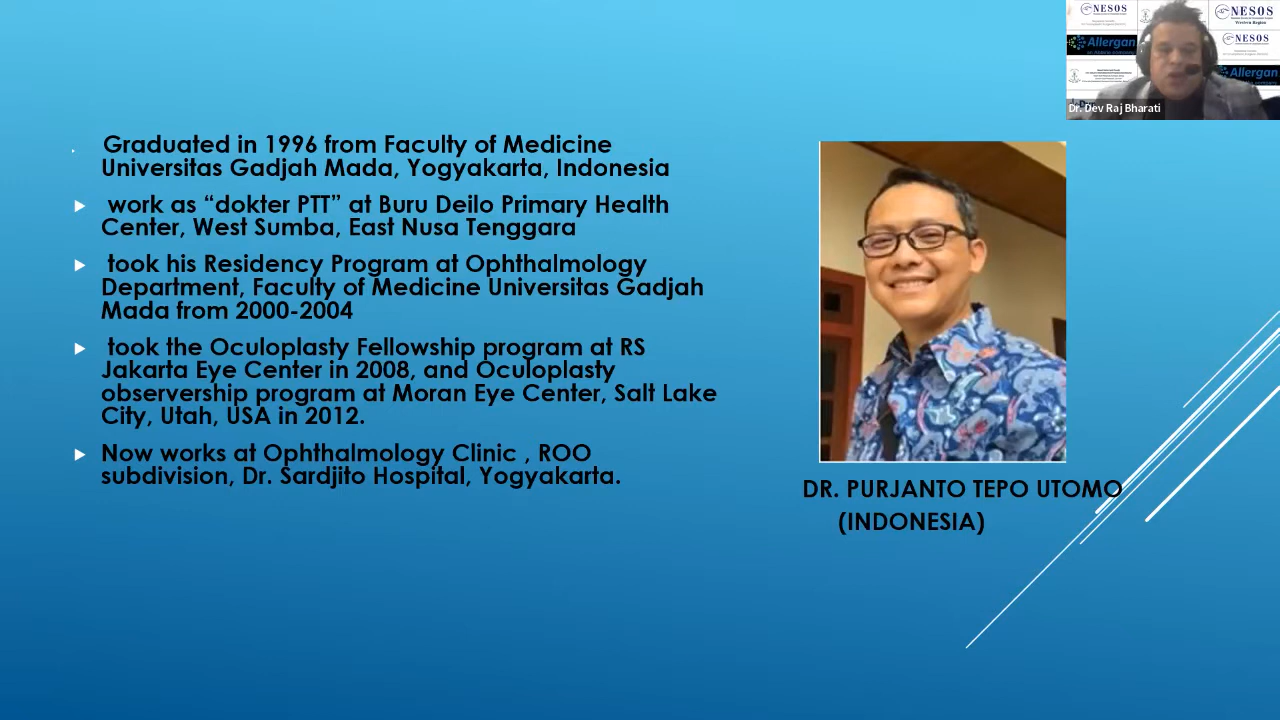 Graduated in 1996 from Faculty of Medicine
Universitas Gadjah Mada, Yogyakarta, Indonesia
work as “dokter PTT” at Buru Deilo Primary Health
Center, West Sumba, East Nusa Tenggara
took his Residency Program at Ophthalmology
Department, Faculty of Medicine Universitas Gadjah
Mada from 2000-2004
took the Oculoplasty Fellowship program at RS
Jakarta Eye Center in 2008, and Oculoplasty
observership program at Moran Eye Center, Salt Lake
City, Utah, USA in 2012.
Now works at Ophthalmology Clinic , ROO
subdivision, Dr. Sardjito Hospital, Yogyakarta.
DR. PURJANTO TEPO UTOMO
(INDONESIA)
NESOS
NESOS
Western Region
Allergan
NESOS
Allergan
Dr. Dev Raj Bharati